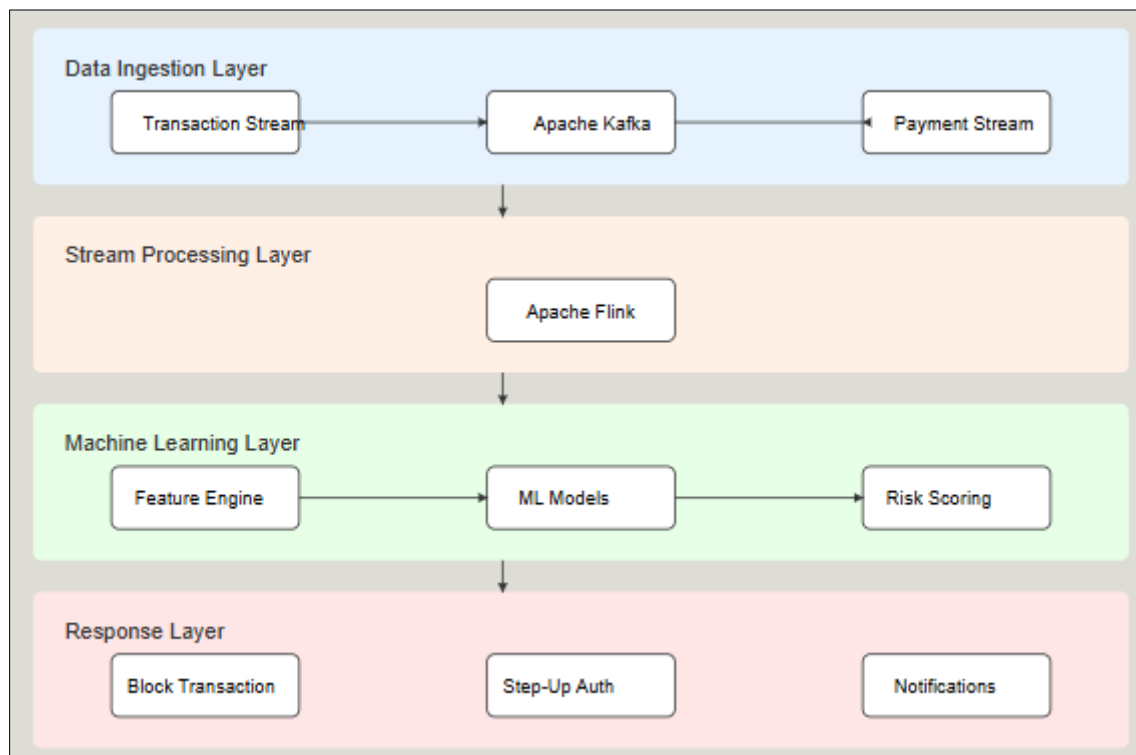 Data Ingestion Layer
Transaction Stream
Apache Kafka
Payment Stream
Stream Processing Layer
Apache Flink
Machine Learning Layer
Feature Engine
ML Models
Risk Scoring
Response Layer
Block Transaction
Step-Up Auth
Notifications